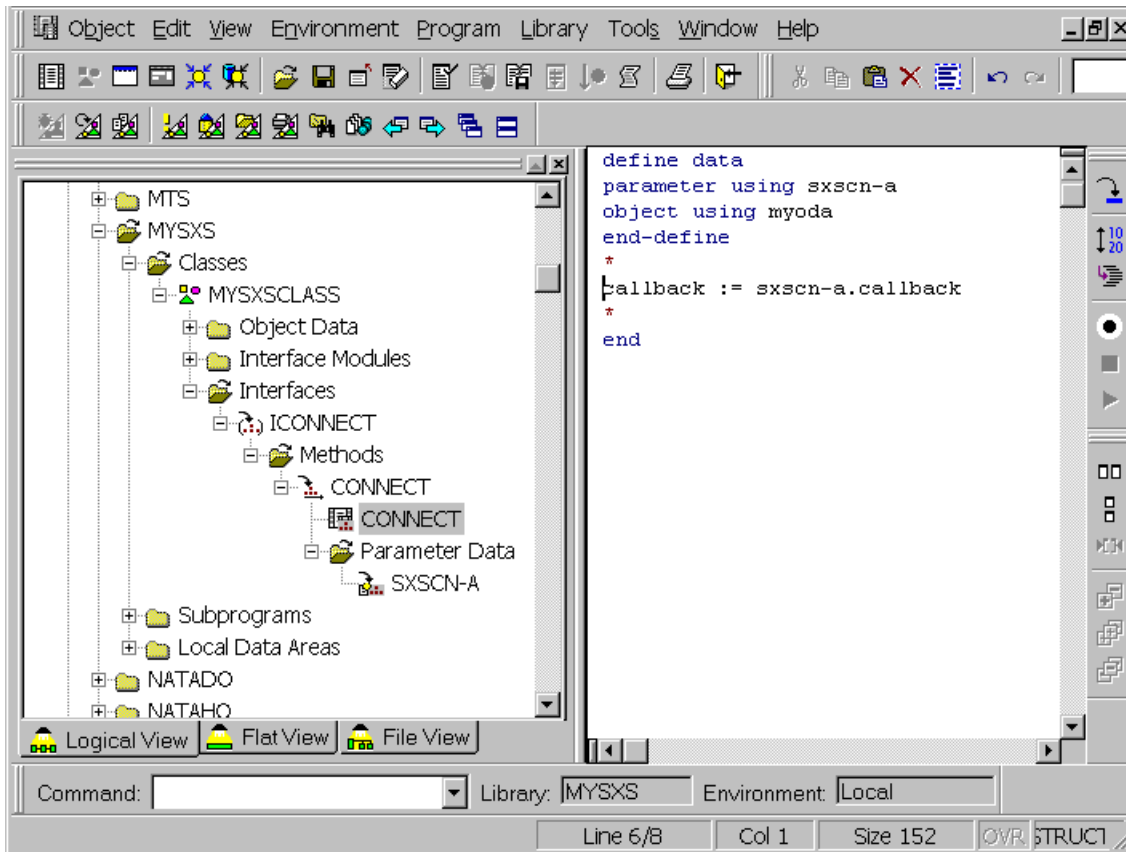 Object Edit View Environment Program Library Tools Window Help
MTS
MYSXS
Classes
MYSXSCLASS
Object Data
Interface Modules
Interfaces
ICONNECT
Methods
CONNECT
CONNECT
Parameter Data
SXSCN-A
Subprograms
Local Data Areas
NATADO
NATAHO
Logical View Flat View File View
define data
parameter using sxscn-a
object using myoda
end-define
*
callback := sxscn-a.callback
*
end
10
20
Command: Library: MYSXS Environment: Local
Line 6/8 Col 1 Size 152 OVR STRUCT